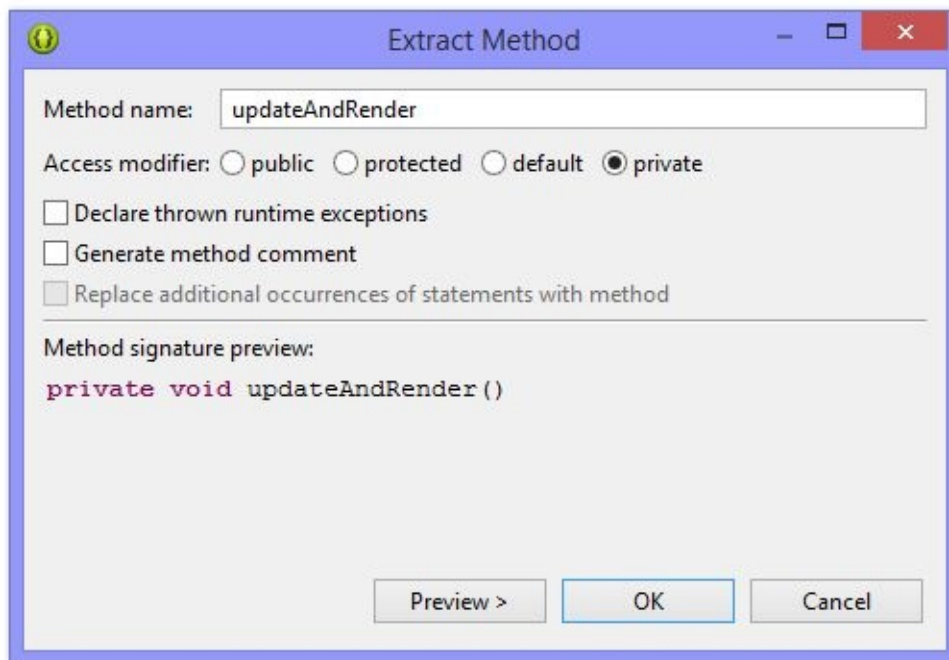 Extract Method
Method name: updateAndRender
Access modifier: public protected default private
Declare thrown runtime exceptions
Generate method comment
Replace additional occurrences of statements with method
Method signature preview:
private void updateAndRender()
Preview > OK Cancel